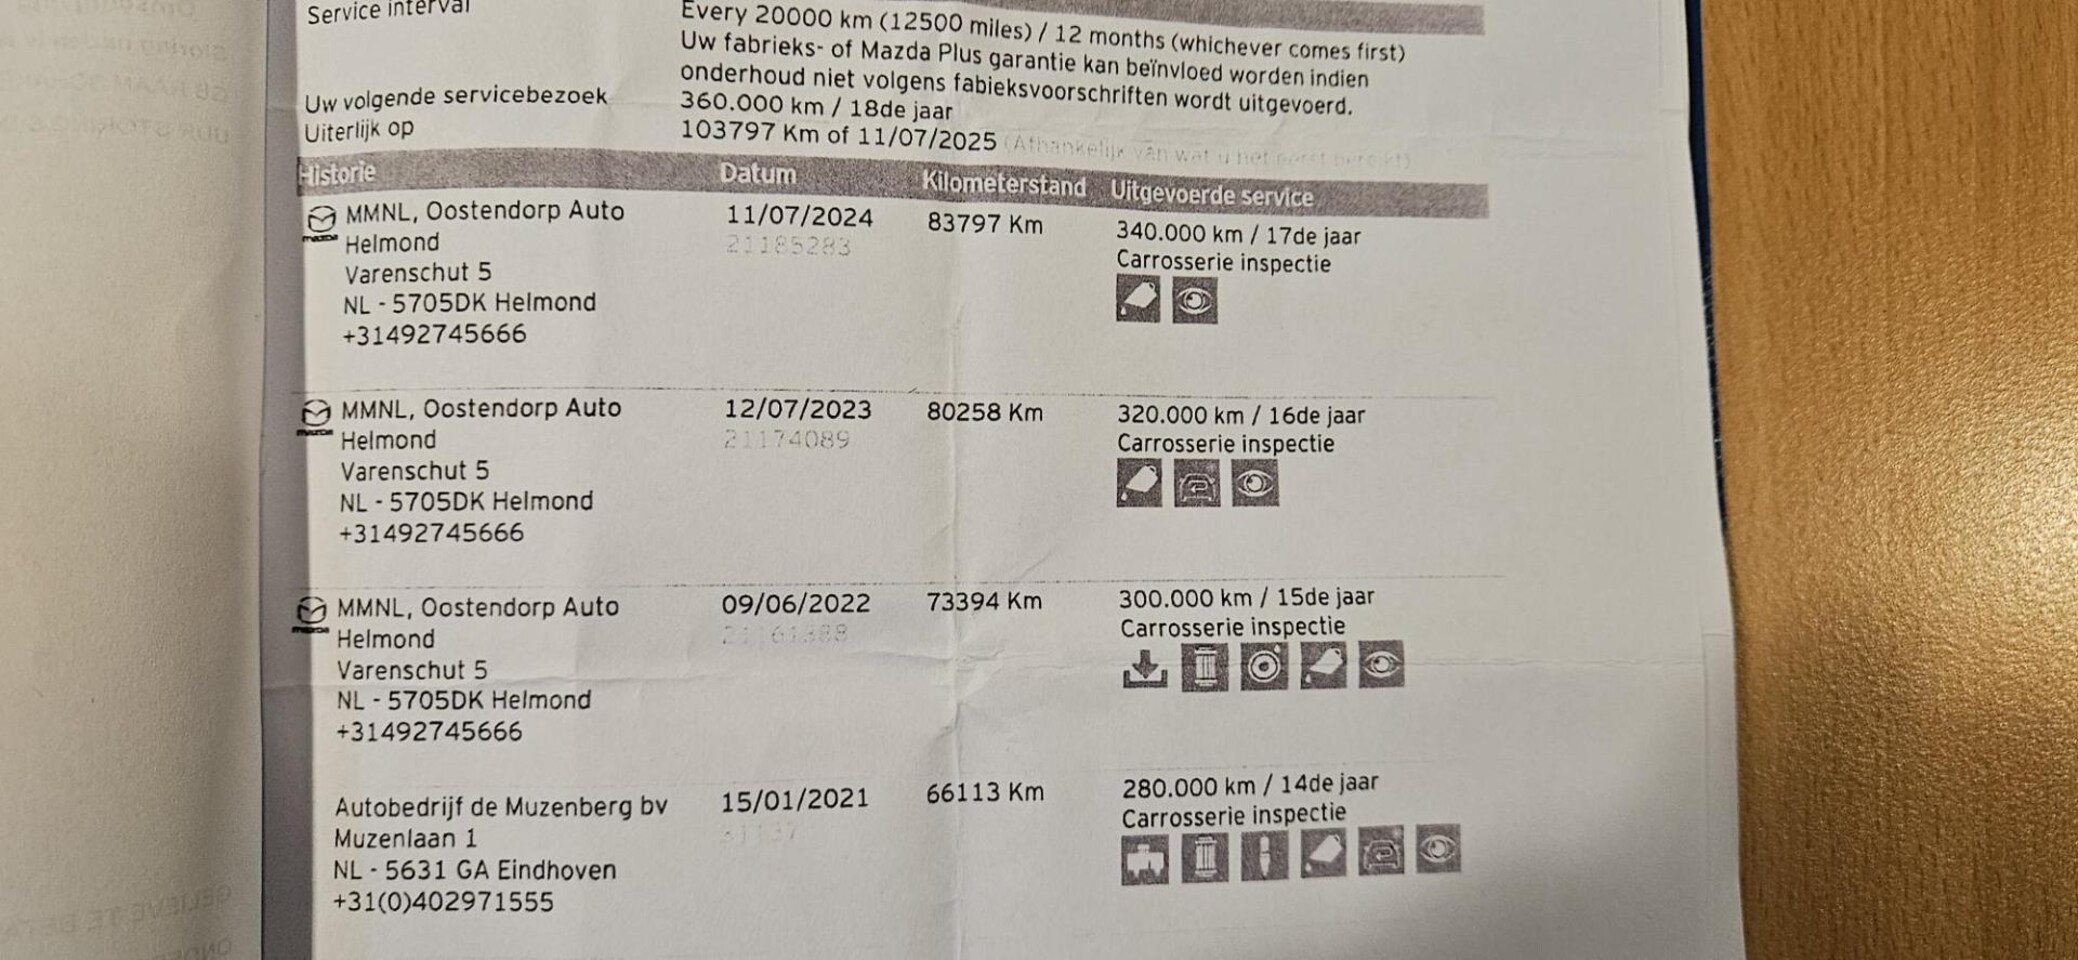 Service interval
Every 20000 km (12500 miles) / 12 months (whichever comes first)
Uw fabrieks- of Mazda Plus garantie kan beïnvloed worden indien
onderhoud niet volgens fabieksvoorschriften wordt uitgevoerd.
Uw volgende servicebezoek 360.000 km / 18de jaar
Uiterlijk op 103797 Km of 11/07/2025 (Afhankelijk van wat u het eerst bereikt)
Historie Datum Kilometerstand Uitgevoerde service
MMNL, Oostendorp Auto 11/07/2024 83797 Km 340.000 km / 17de jaar
Helmond 21185283 Carrosserie inspectie
Varenschut 5
NL - 5705DK Helmond
+31492745666
MMNL, Oostendorp Auto 12/07/2023 80258 Km 320.000 km / 16de jaar
Helmond 21174089 Carrosserie inspectie
Varenschut 5
NL - 5705DK Helmond
+31492745666
MMNL, Oostendorp Auto 09/06/2022 73394 Km 300.000 km / 15de jaar
Helmond Carrosserie inspectie
Varenschut 5
NL - 5705DK Helmond
+31492745666
Autobedrijf de Muzenberg bv 15/01/2021 66113 Km 280.000 km / 14de jaar
Muzenlaan 1 Carrosserie inspectie
NL - 5631 GA Eindhoven
+31(0)402971555